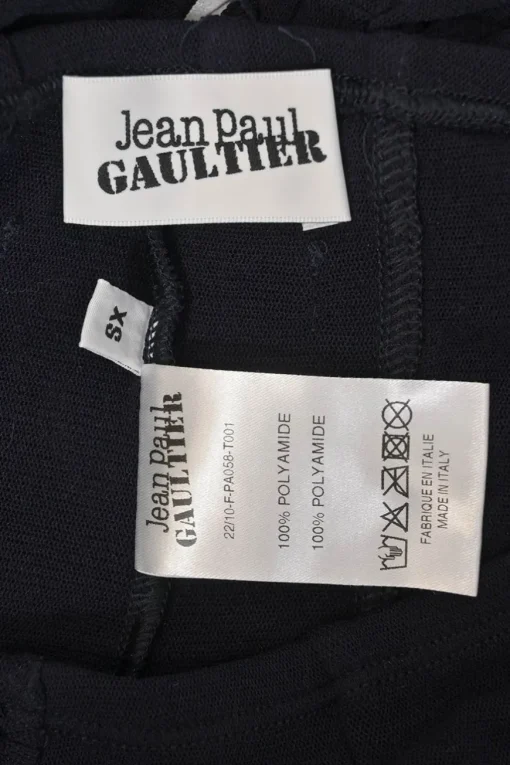 Jean Paul
GAULTIER
XS
Jean Paul
GAULTIER
22/10-F-PA058-T001
100% POLYAMIDE
100% POLYAMIDE
FABRIQUE EN ITALIE
MADE IN ITALY